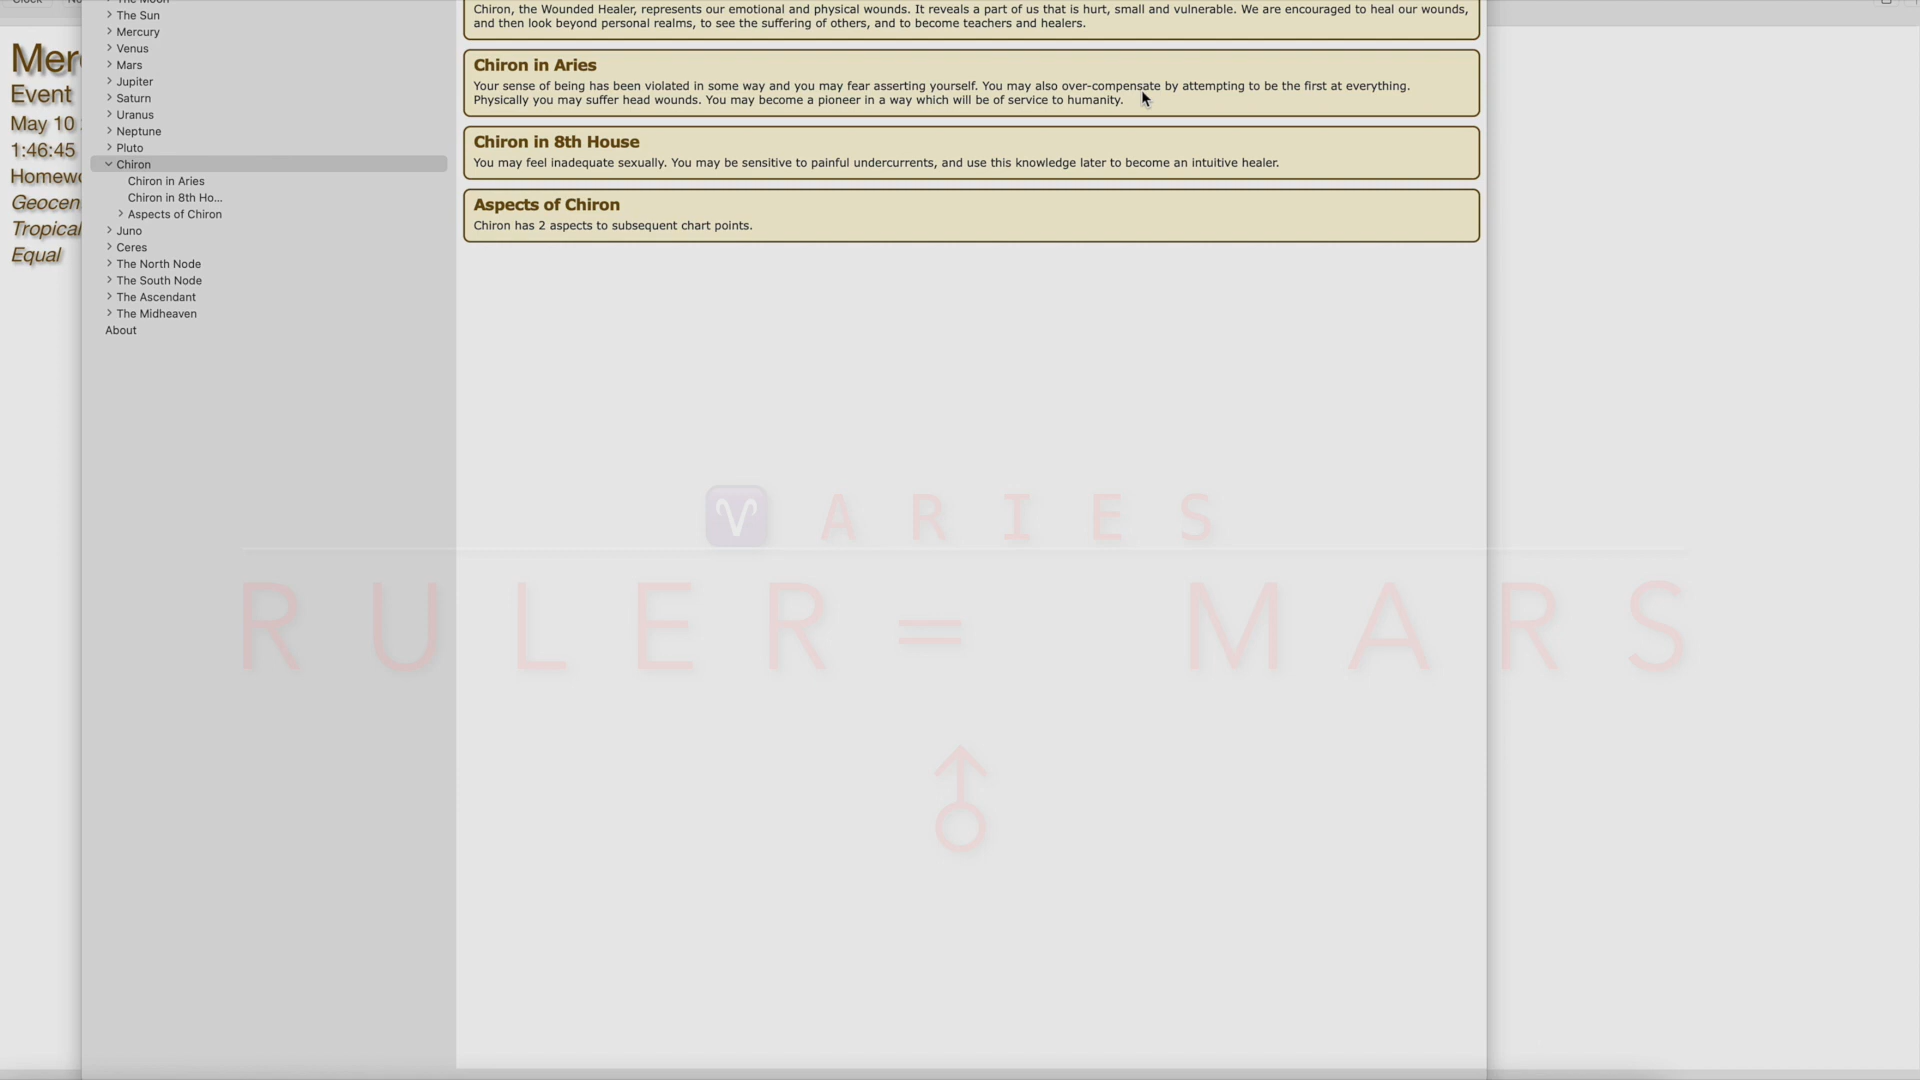 Mer
Event
May 10
1:46:45
Homew
Geocen
Tropical
Equal
The Moon
The Sun
Mercury
Venus
Mars
Jupiter
Saturn
Uranus
Neptune
Pluto
Chiron
Chiron in Aries
Chiron in 8th Ho...
Aspects of Chiron
Juno
Ceres
The North Node
The South Node
The Ascendant
The Midheaven
About
Chiron, the Wounded Healer, represents our emotional and physical wounds. It reveals a part of us that is hurt, small and vulnerable. We are encouraged to heal our wounds,
and then look beyond personal realms, to see the suffering of others, and to become teachers and healers.
Chiron in Aries
Your sense of being has been violated in some way and you may fear asserting yourself. You may also over-compensate by attempting to be the first at everything.
Physically you may suffer head wounds. You may become a pioneer in a way which will be of service to humanity.
Chiron in 8th House
You may feel inadequate sexually. You may be sensitive to painful undercurrents, and use this knowledge later to become an intuitive healer.
Aspects of Chiron
Chiron has 2 aspects to subsequent chart points.
♈ ARIES
RULER= MARS